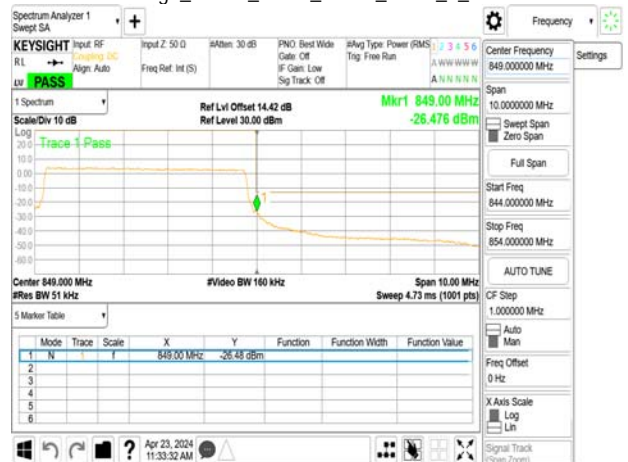 Spectrum Analyzer 1
Swept SA
Frequency
KEYSIGHT
Input: RF
Coupling: DC
Align: Auto
Input Z: 50 Ω
Freq Ref: Int (S)
#Atten: 30 dB
PNO: Best Wide
Gate: Off
IF Gain: Low
Sig Track: Off
#Avg Type: Power (RMS
Trig: Free Run
1 2 3 4 5 6
A W W W W W
A N N N N N
R L
LXI
PASS
Center Frequency
849.000000 MHz
Settings
Span
10.0000000 MHz
Swept Span
Zero Span
Full Span
Start Freq
844.000000 MHz
Stop Freq
854.000000 MHz
AUTO TUNE
CF Step
1.000000 MHz
Auto
Man
Freq Offset
0 Hz
X Axis Scale
Log
Lin
Signal Track
(Span Zoom)
1 Spectrum
Scale/Div 10 dB
Ref Lvl Offset 14.42 dB
Ref Level 30.00 dBm
Mkr1 849.00 MHz
-26.476 dBm
Log
Trace 1 Pass
20.0
10.0
0.00
-10.0
-20.0
-30.0
-40.0
-50.0
-60.0
1
Center 849.000 MHz
#Video BW 160 kHz
Span 10.00 MHz
#Res BW 51 kHz
Sweep 4.73 ms (1001 pts)
5 Marker Table
Mode Trace Scale X Y Function Function Width Function Value
1 N 1 f 849.00 MHz -26.48 dBm
2
3
4
5
6
?
Apr 23, 2024
11:33:32 AM